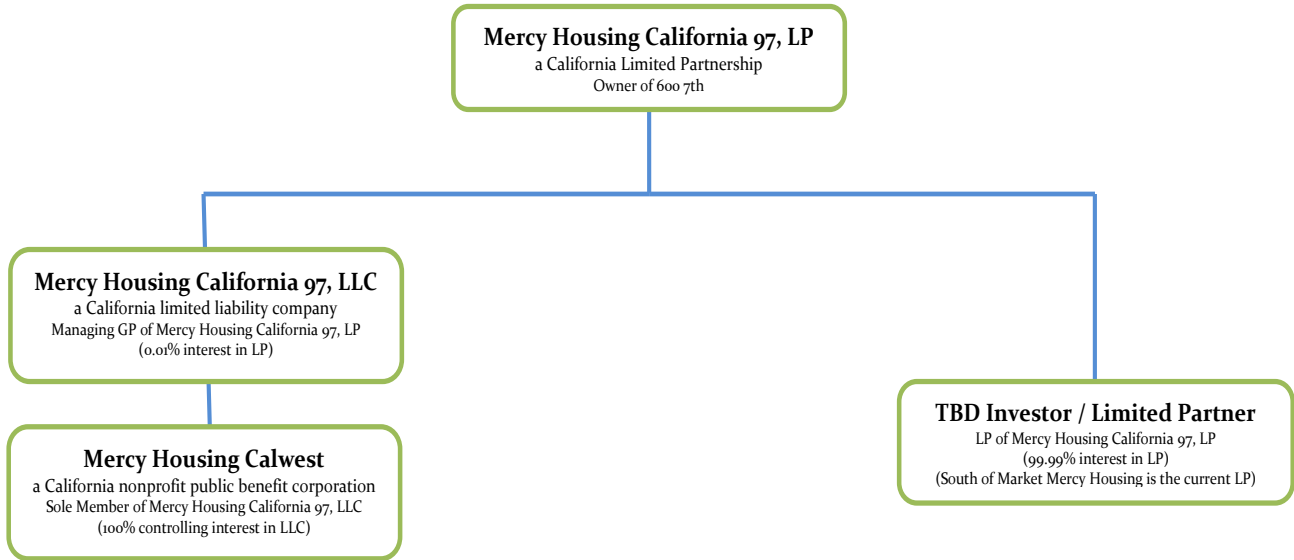 Mercy Housing California 97, LP
a California Limited Partnership
Owner of 600 7th
Mercy Housing California 97, LLC
a California limited liability company
Managing GP of Mercy Housing California 97, LP
(0.01% interest in LP)
Mercy Housing Calwest
a California nonprofit public benefit corporation
Sole Member of Mercy Housing California 97, LLC
(100% controlling interest in LLC)
TBD Investor / Limited Partner
LP of Mercy Housing California 97, LP
(99.99% interest in LP)
(South of Market Mercy Housing is the current LP)